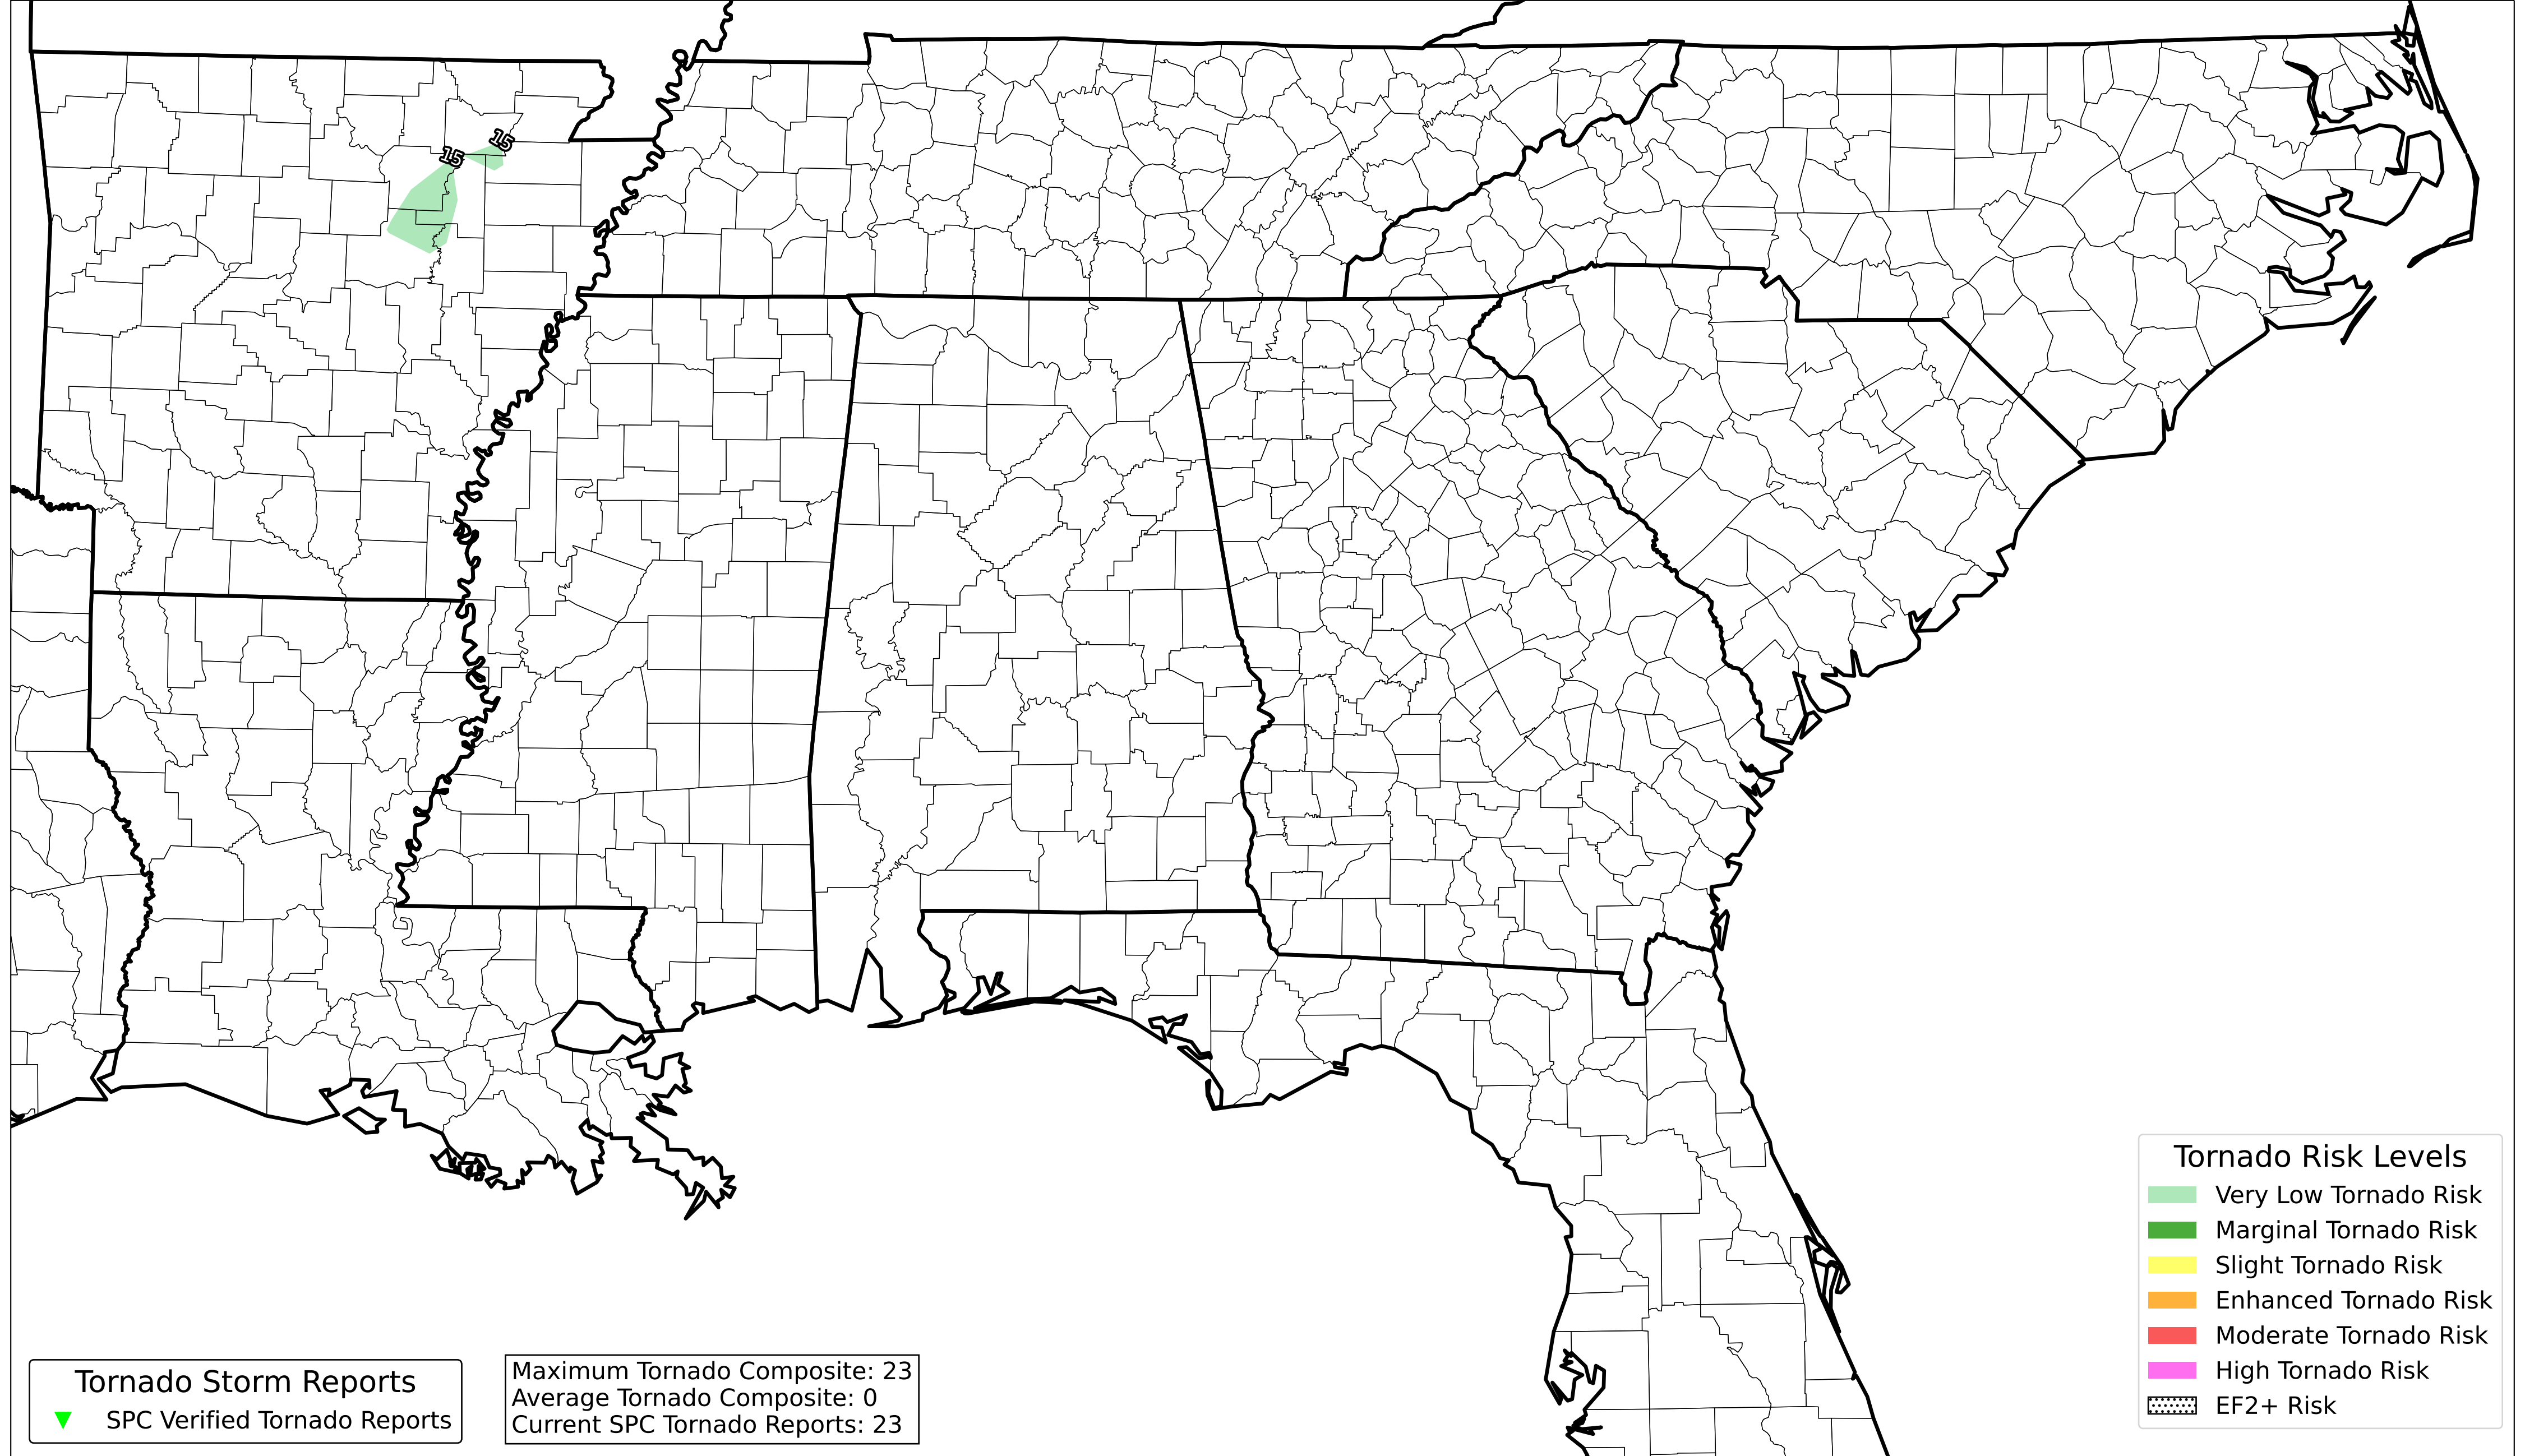 15
15
Tornado Risk Levels
Very Low Tornado Risk
Marginal Tornado Risk
Slight Tornado Risk
Enhanced Tornado Risk
Moderate Tornado Risk
High Tornado Risk
EF2+ Risk
Tornado Storm Reports
SPC Verified Tornado Reports
Maximum Tornado Composite: 23
Average Tornado Composite: 0
Current SPC Tornado Reports: 23